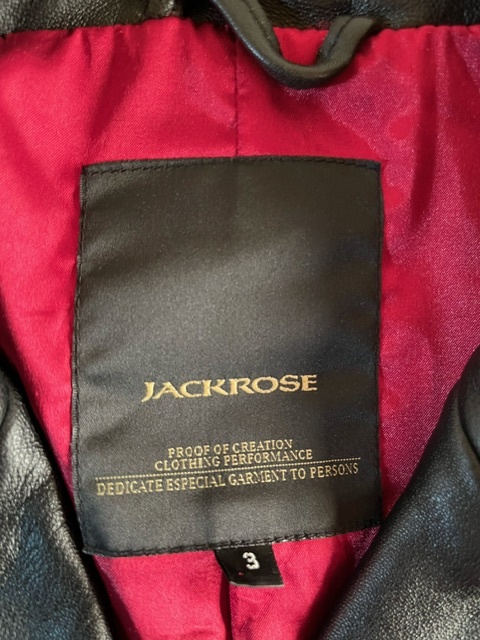 JACKROSE
PROOF OF CREATION
CLOTHING PERFORMANCE
DEDICATE ESPECIAL GARMENT TO PERSONS
3